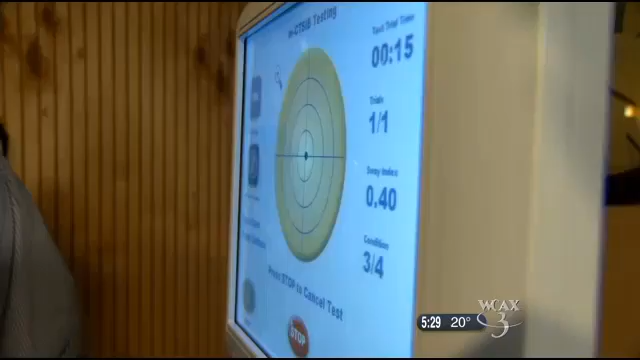 m-CTSIB Testing
Test Trial Time
00:15
Trials
1/1
Sway Index
0.40
Condition
3/4
Press STOP to Cancel Test
STOP
5:29 20°
WCAX
3